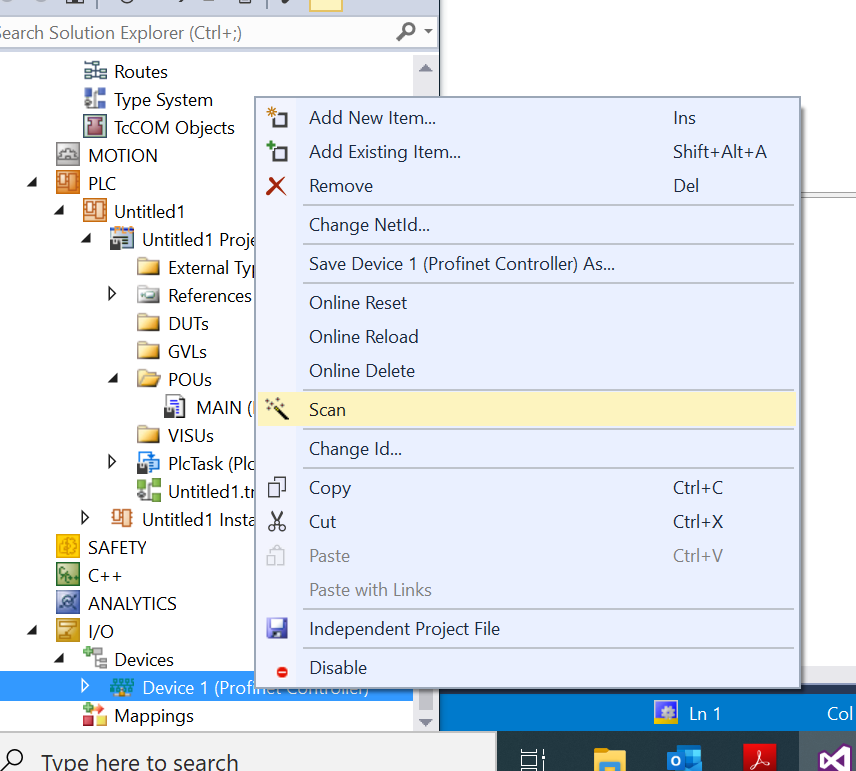 Search Solution Explorer (Ctrl+;)
Routes
Type System
TcCOM Objects
MOTION
PLC
Untitled1
Untitled1 Proje
External Typ
References
DUTs
GVLs
POUs
MAIN (
VISUs
PlcTask (Plc
Untitled1.t
Untitled1 Insta
SAFETY
C++
ANALYTICS
I/O
Devices
Device 1 (Profinet Controller)
Mappings
Add New Item... Ins
Add Existing Item... Shift+Alt+A
Remove Del
Change NetId...
Save Device 1 (Profinet Controller) As...
Online Reset
Online Reload
Online Delete
Scan
Change Id...
Copy Ctrl+C
Cut Ctrl+X
Paste Ctrl+V
Paste with Links
Independent Project File
Disable
Ln 1 Col
Type here to search